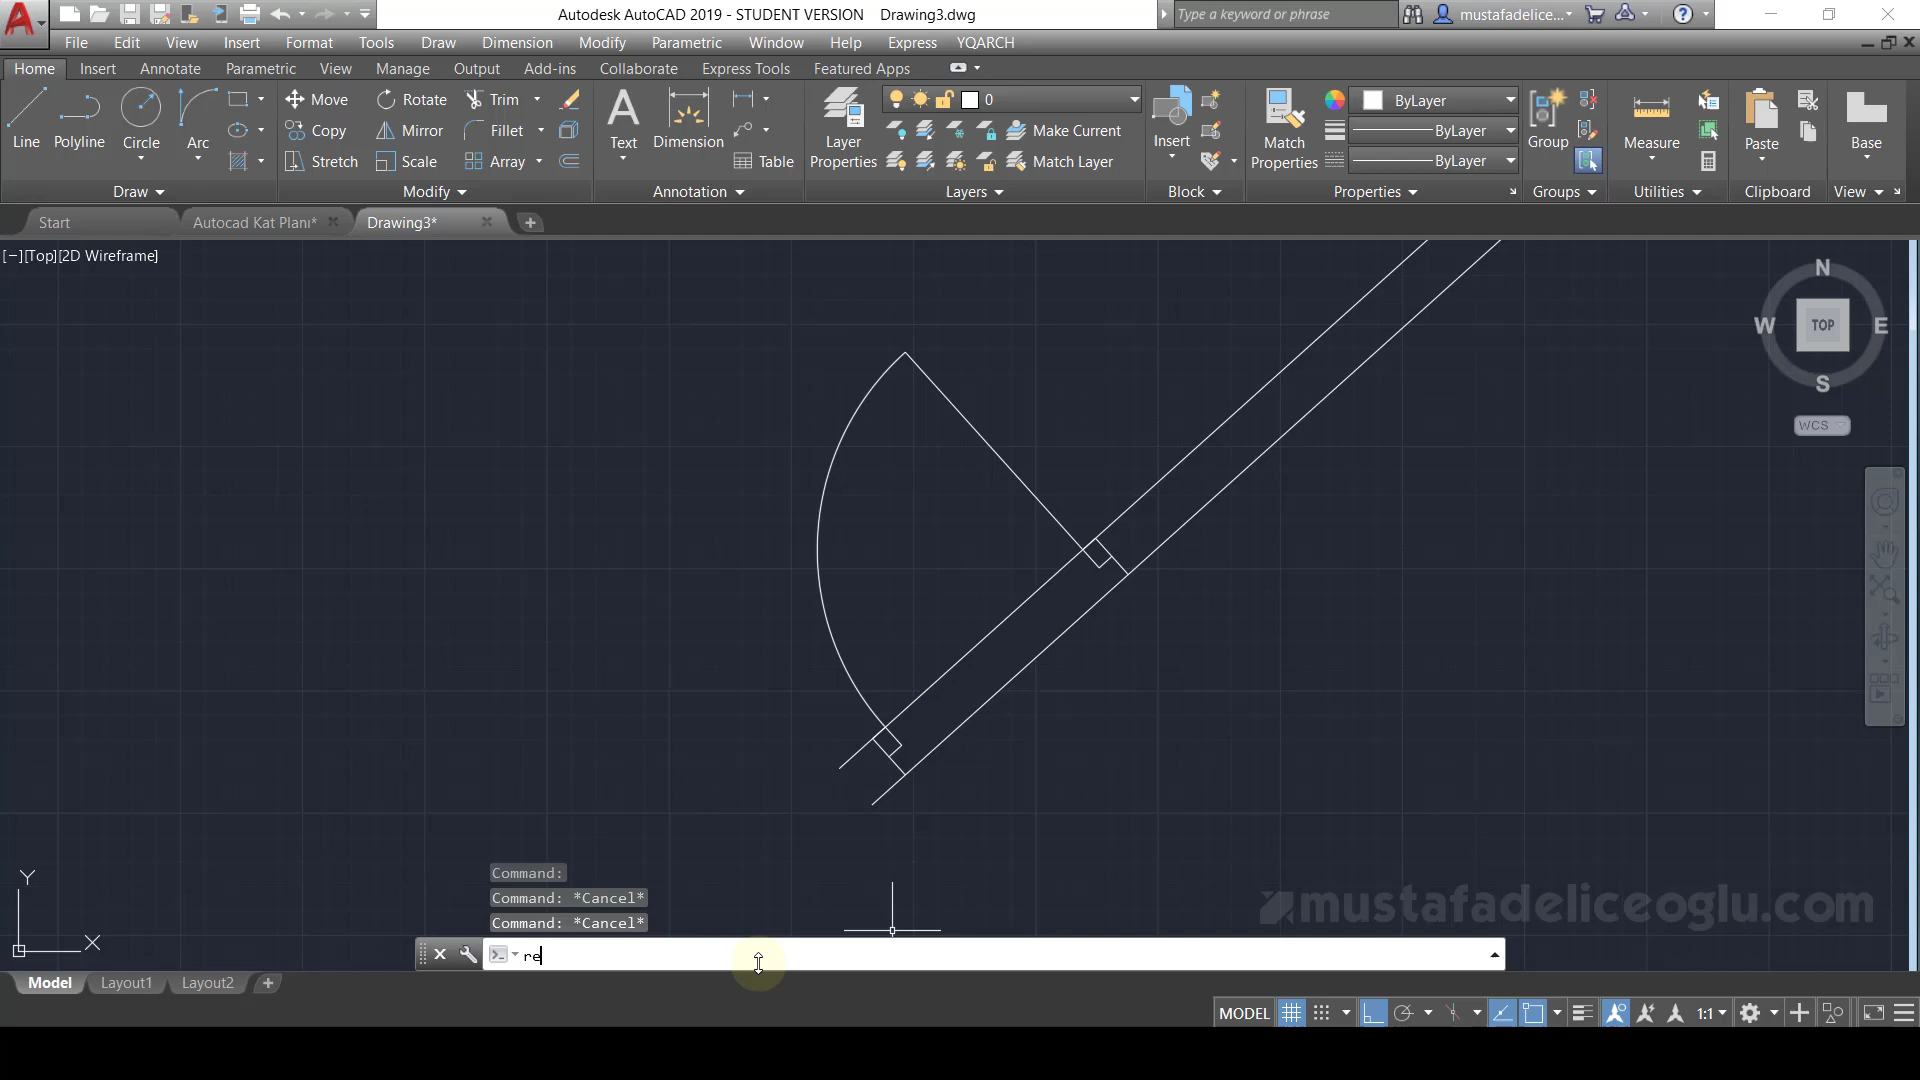 Autodesk AutoCAD 2019 - STUDENT VERSION Drawing3.dwg
Type a keyword or phrase
mustafadelice...
File Edit View Insert Format Tools Draw Dimension Modify Parametric Window Help Express YQARCH
Home Insert Annotate Parametric View Manage Output Add-ins Collaborate Express Tools Featured Apps
Line Polyline Circle Arc
Move Rotate Trim
Copy Mirror Fillet
Stretch Scale Array
Text Dimension Table
Layer Properties
0
Make Current
Match Layer
Insert
Match Properties
ByLayer
ByLayer
ByLayer
Group
Measure
Paste
Base
Draw Modify Annotation Layers Block Properties Groups Utilities Clipboard View
Start Autocad Kat Planı* Drawing3*
[−][Top][2D Wireframe]
N
W TOP E
S
WCS
Y
X
Command:
Command: *Cancel*
Command: *Cancel*
mustafadeliceoglu.com
re
Model Layout1 Layout2
MODEL 1:1